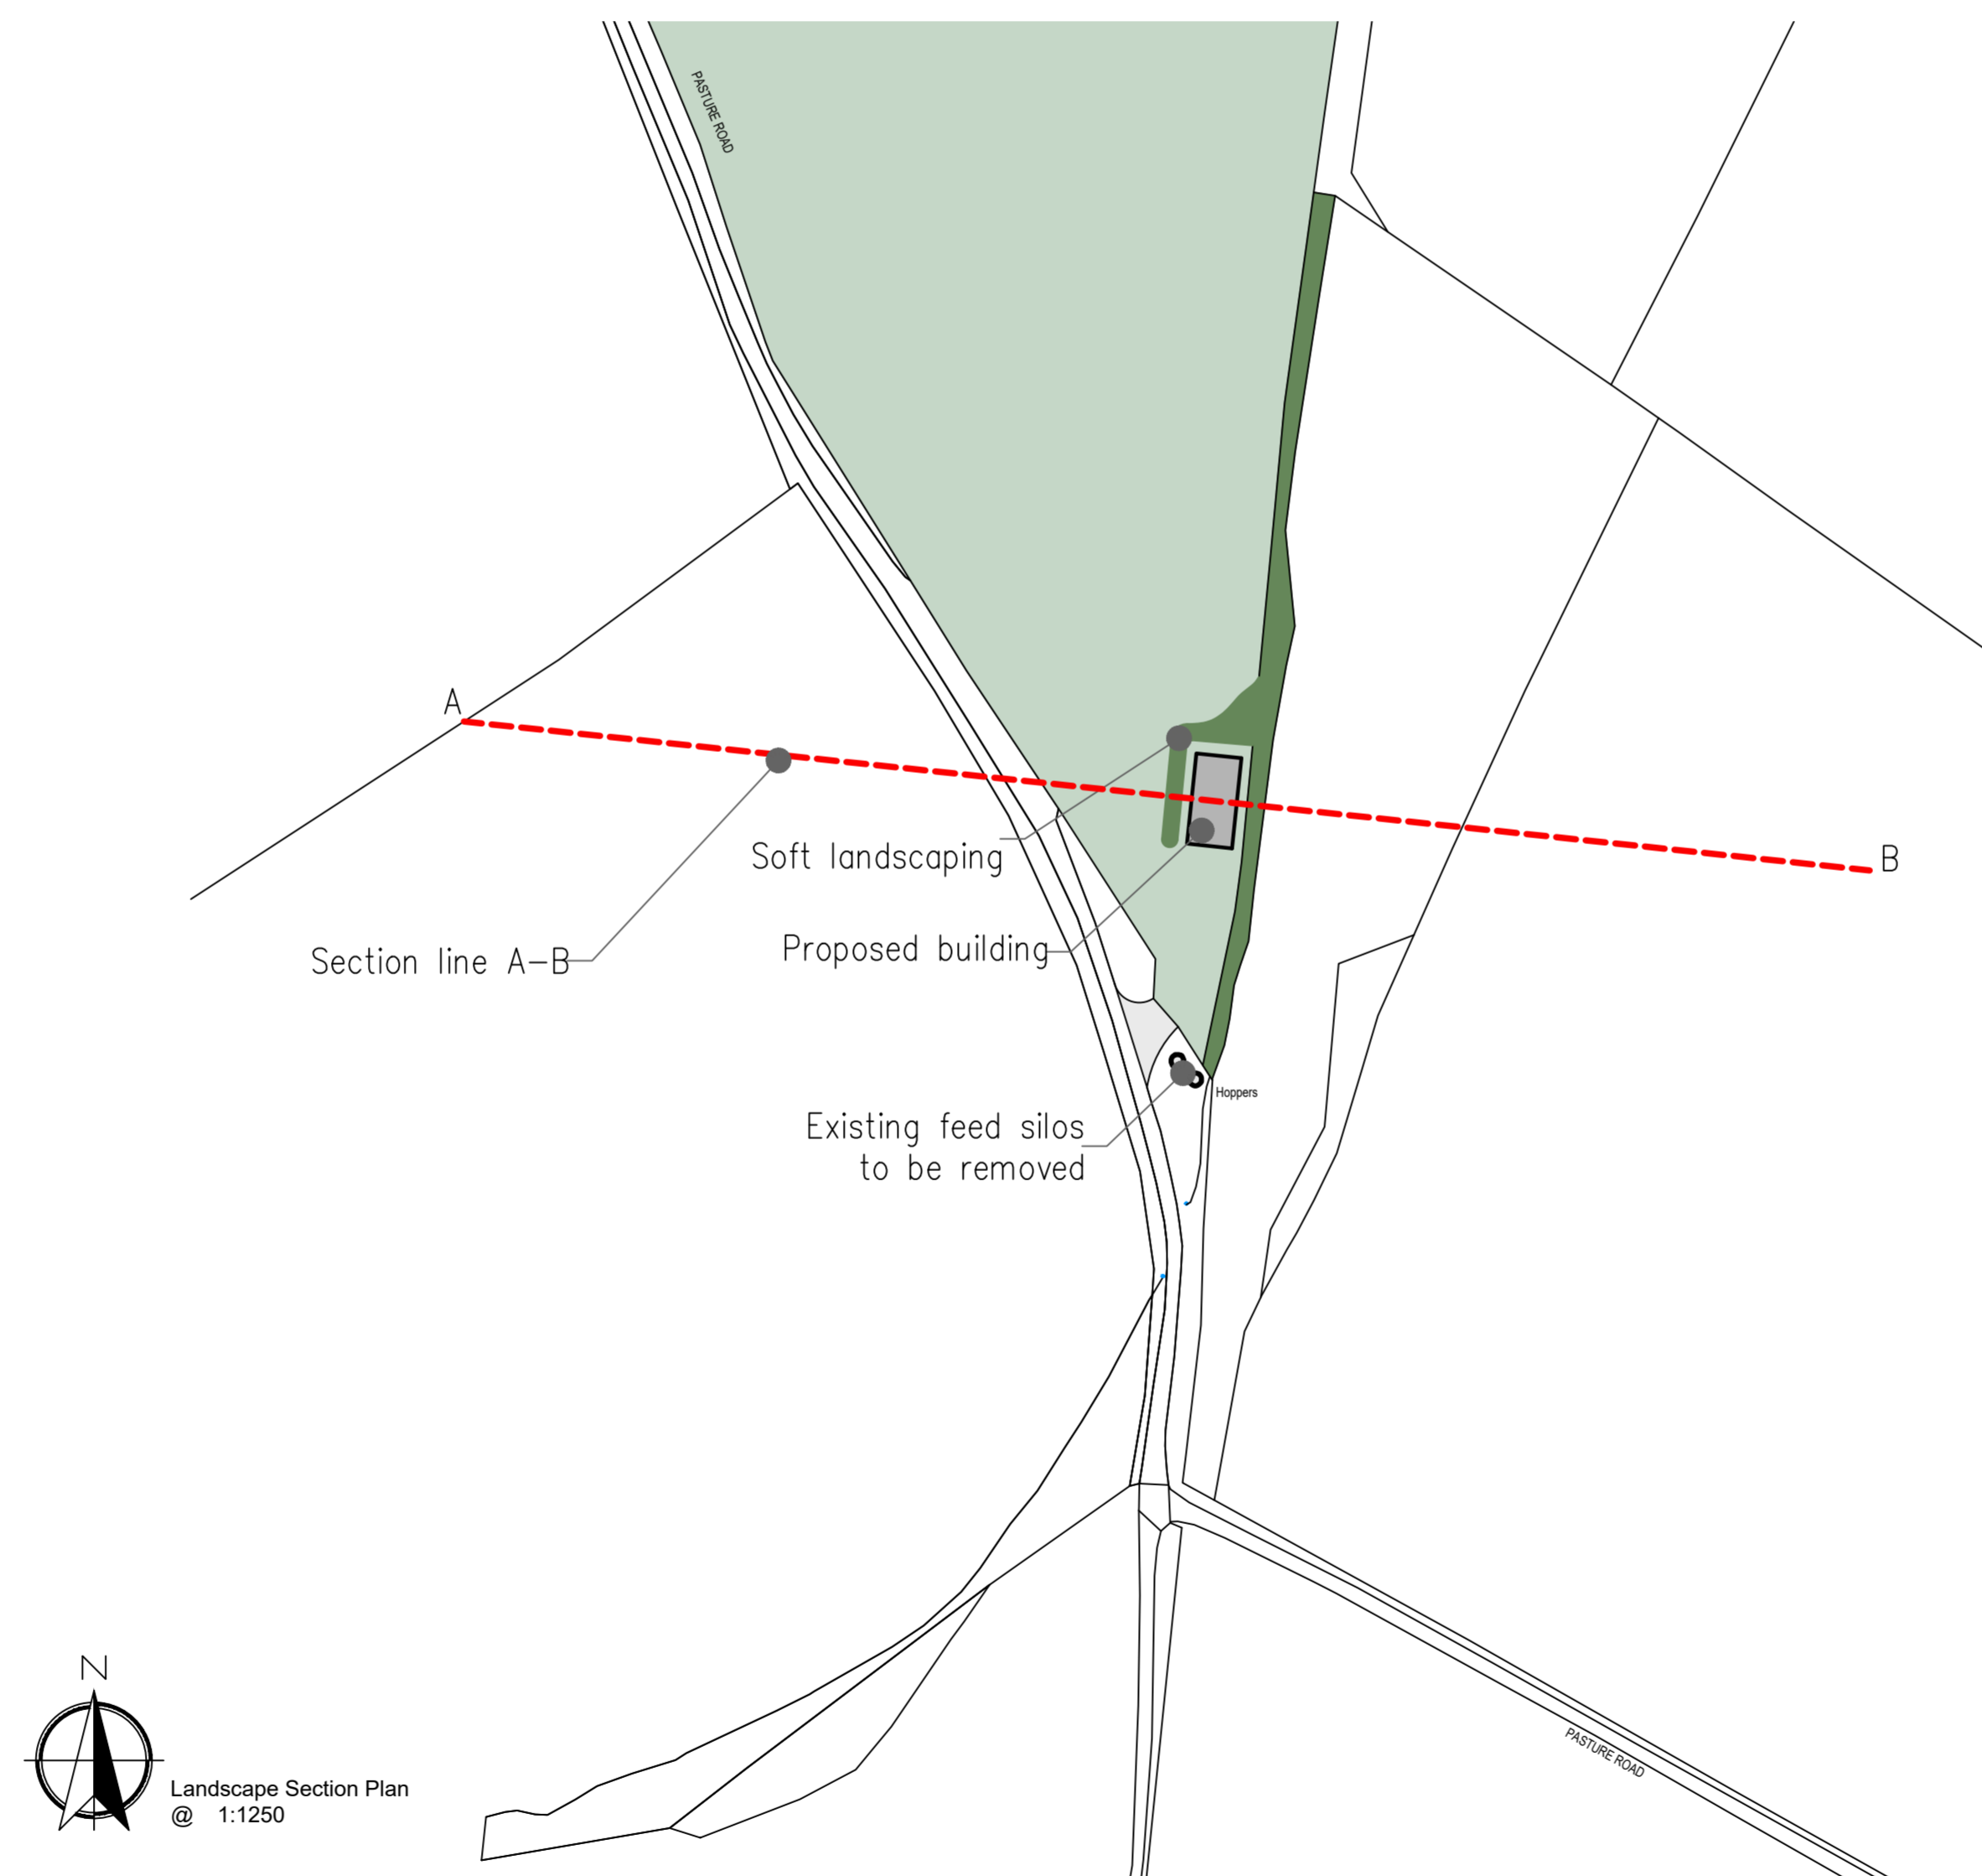 PASTURE ROAD
A
B
Soft landscaping
Proposed building
Section line A-B
Hoppers
Existing feed silos
to be removed
N
PASTURE ROAD
Landscape Section Plan
@ 1:1250